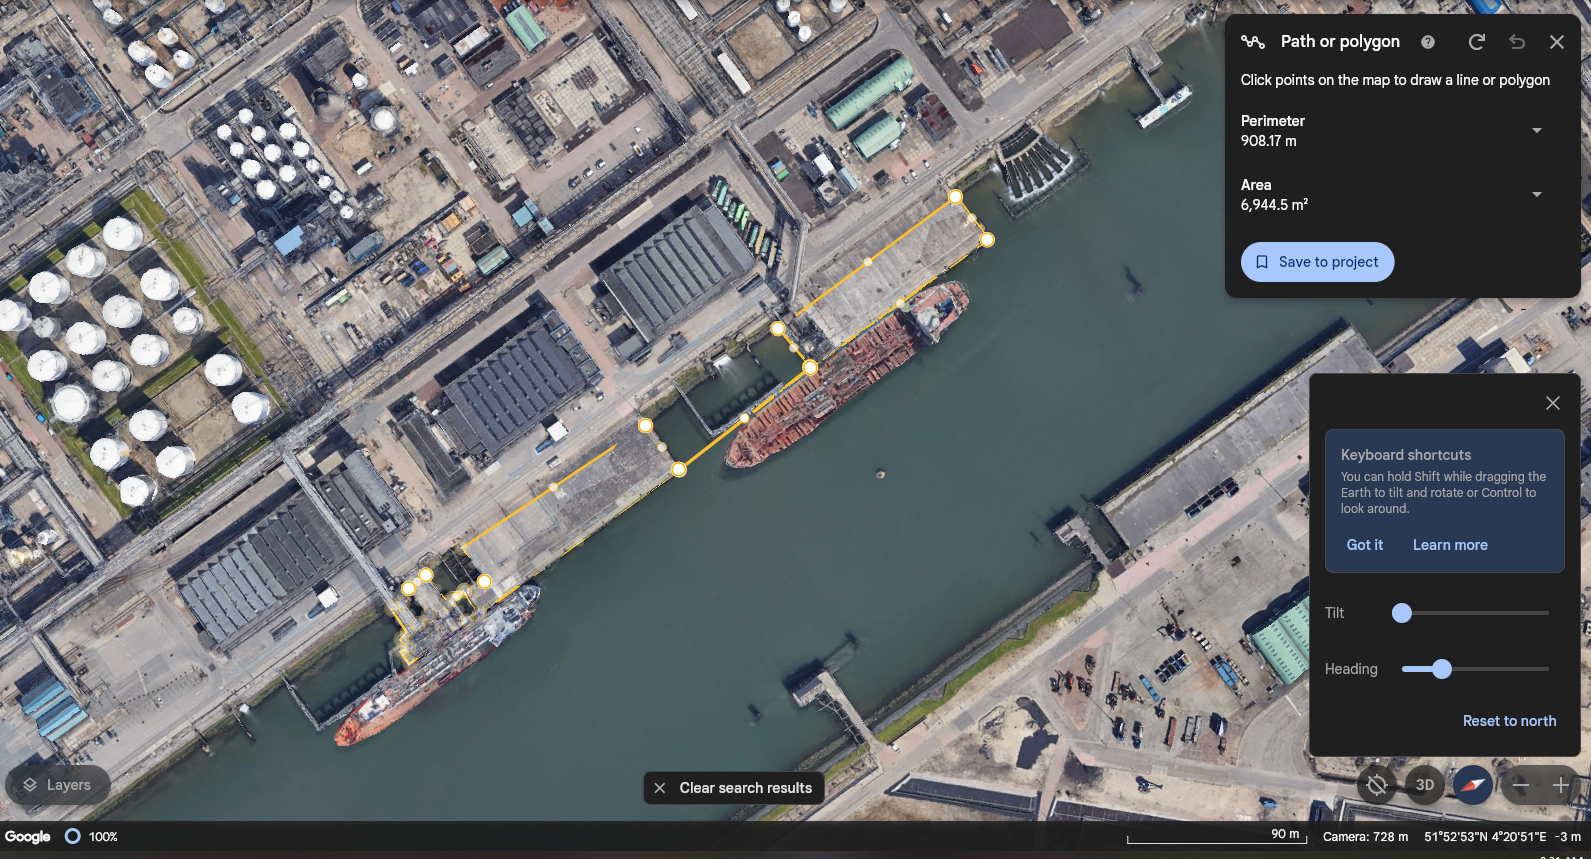 Path or polygon
Click points on the map to draw a line or polygon
Perimeter
908.17 m
Area
6,944.5 m²
Save to project
Keyboard shortcuts
You can hold Shift while dragging the
Earth to tilt and rotate or Control to
look around.
Got it Learn more
Tilt
Heading
Reset to north
Layers
Clear search results
3D
Google 100% 90 m Camera: 728 m 51°52'53"N 4°20'51"E -3 m